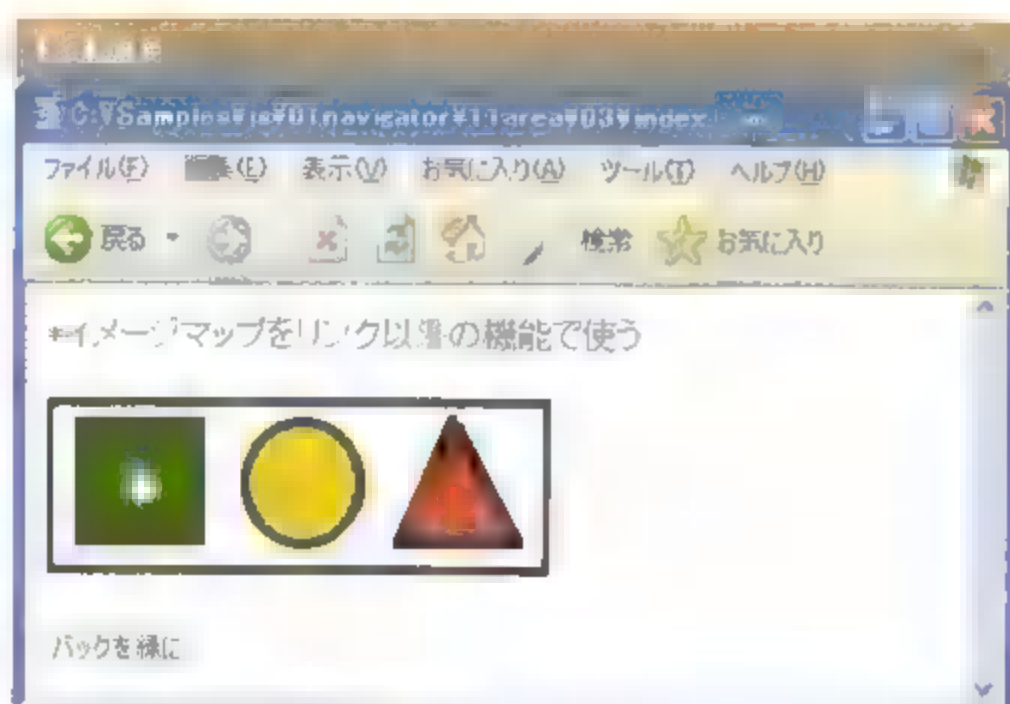 C:¥Samples¥js¥01navigator¥11area¥03¥index
ファイル(F) (E) 表示(V) お気に入り(A) ツール(T) ヘルプ(H)
戻る 検索 お気に入り
*イメージマップをリンク以外の機能で使う
バックを緑に